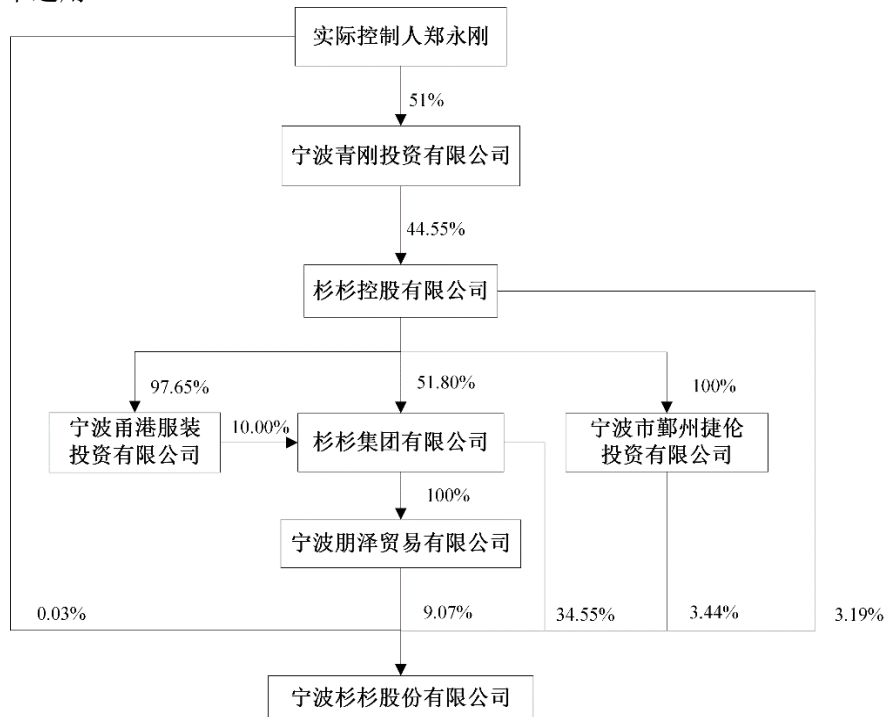 实际控制人郑永刚
51%
宁波青刚投资有限公司
44.55%
杉杉控股有限公司
97.65%
51.80%
100%
宁波甬港服装
投资有限公司
10.00%
杉杉集团有限公司
宁波市鄞州捷伦
投资有限公司
100%
宁波朋泽贸易有限公司
0.03%
9.07%
34.55%
3.44%
3.19%
宁波杉杉股份有限公司